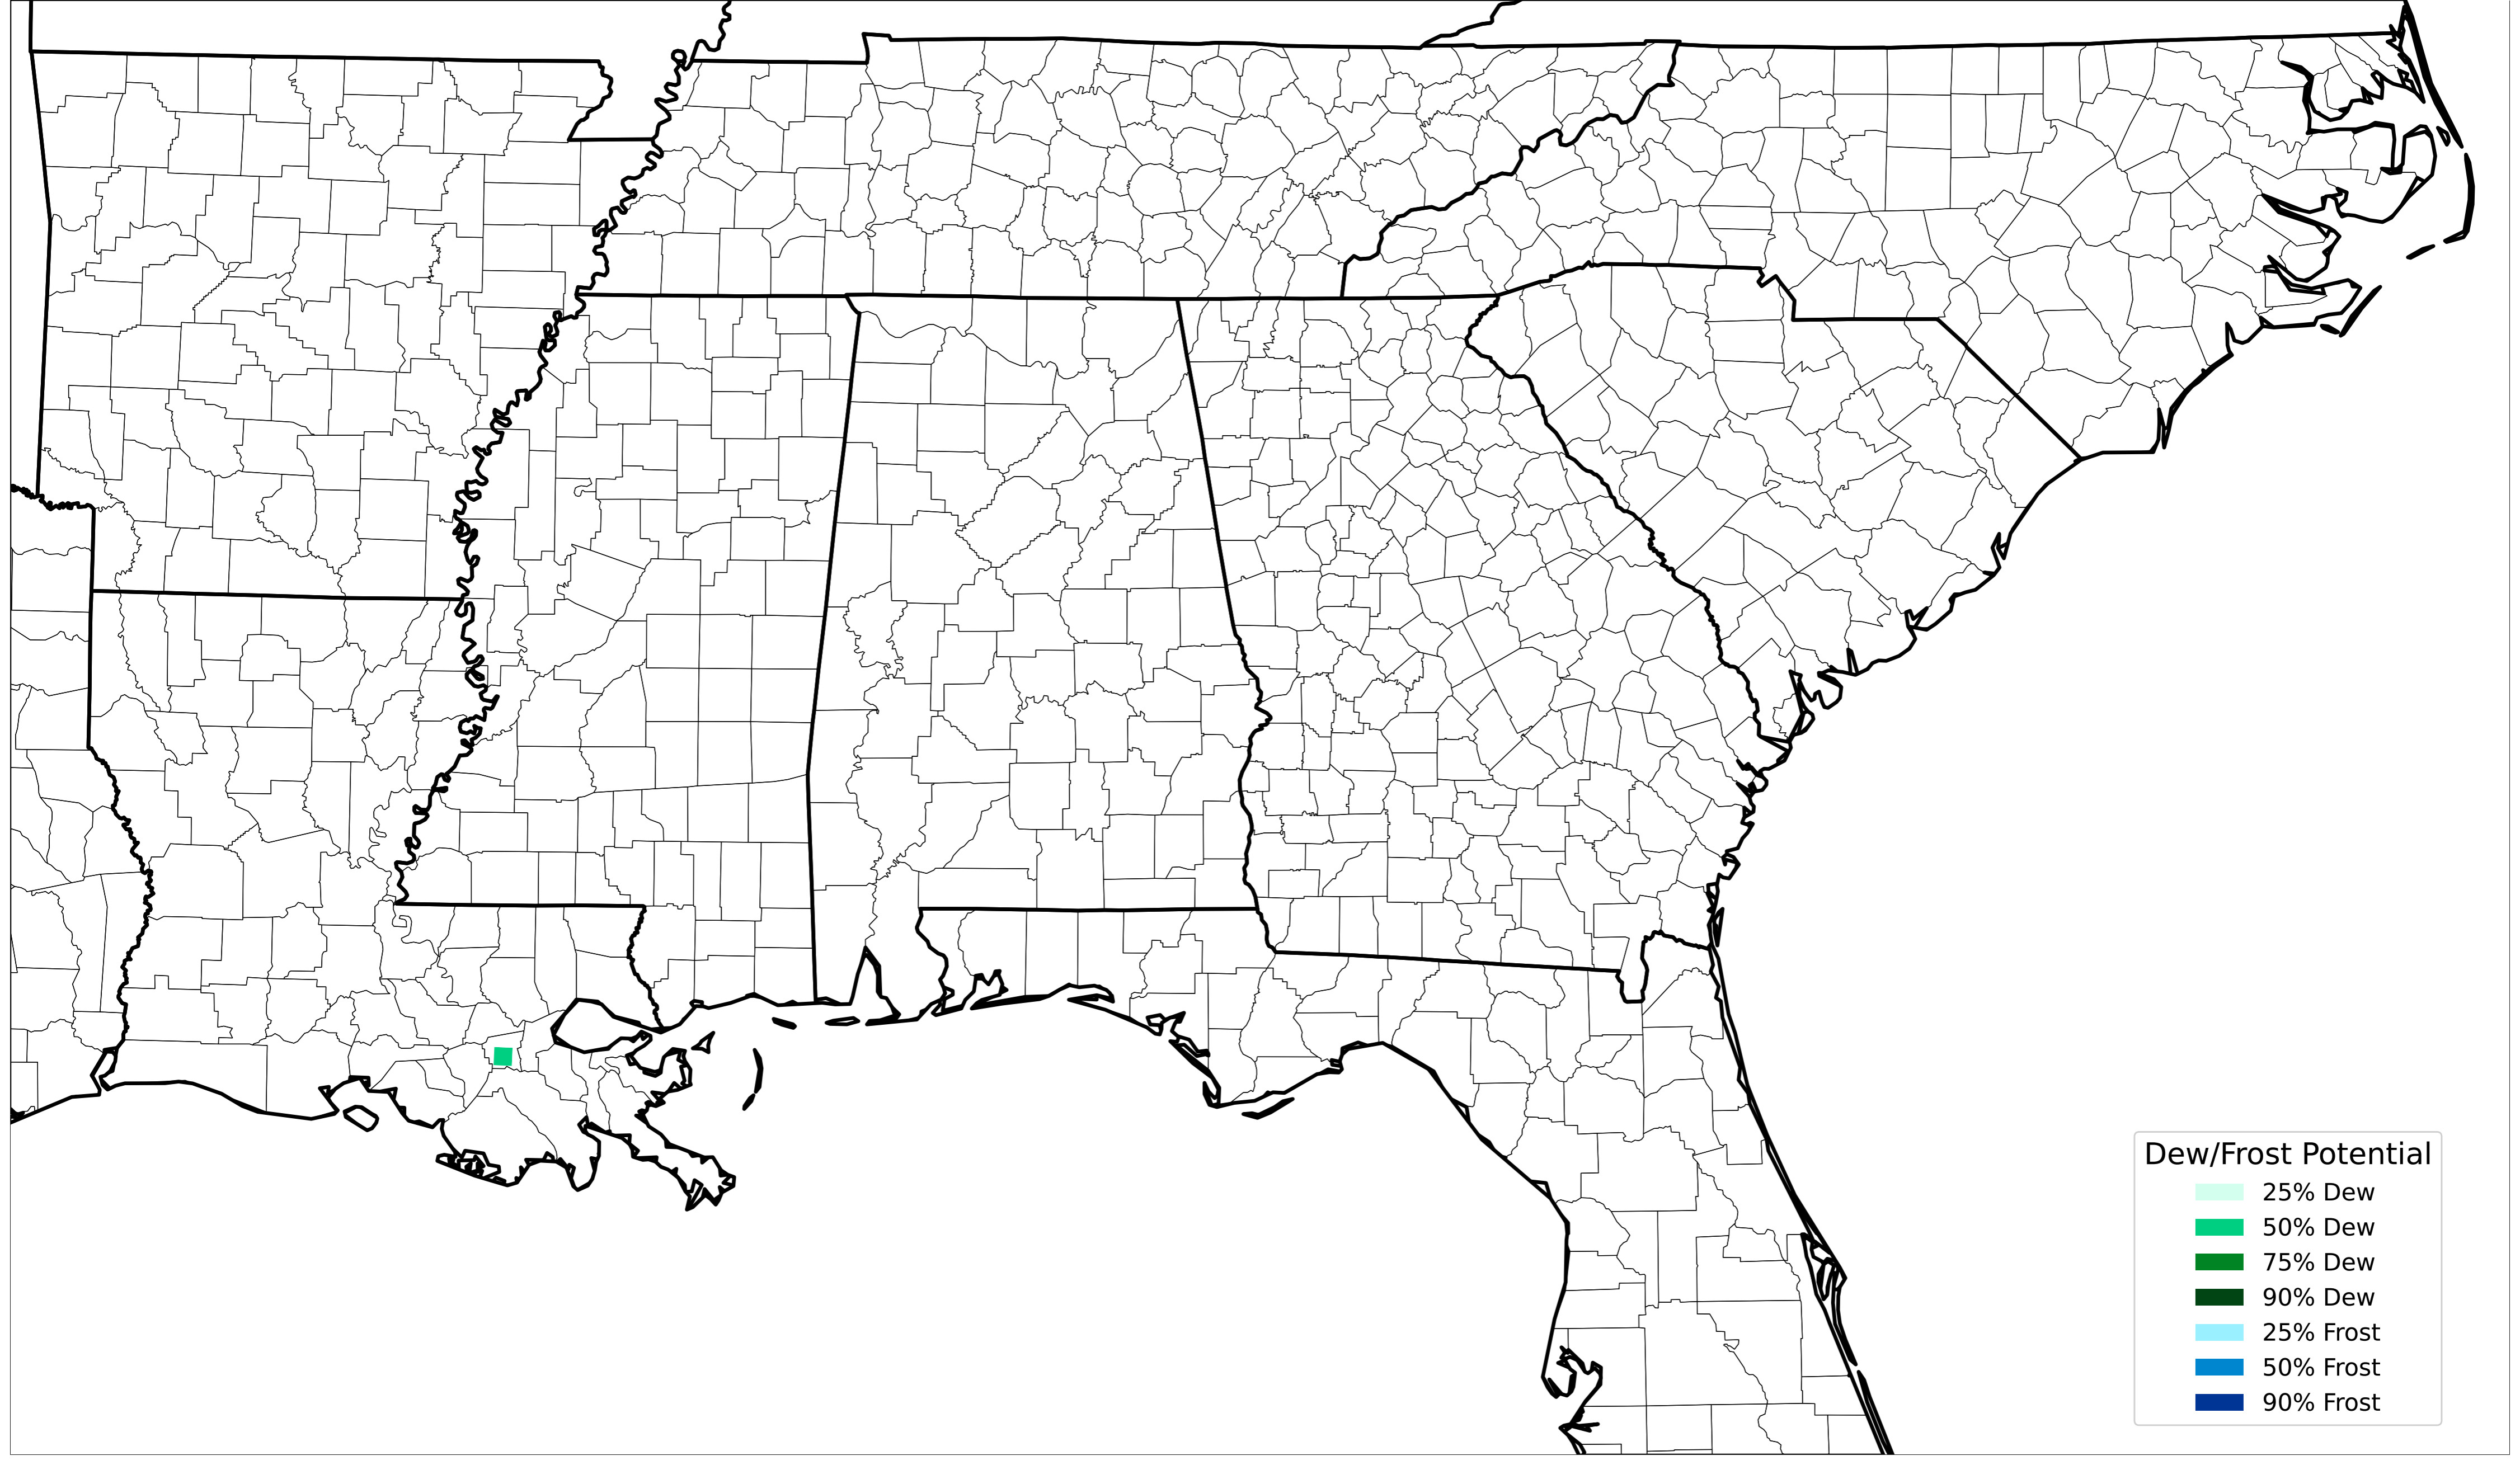 Dew/Frost Potential
25% Dew
50% Dew
75% Dew
90% Dew
25% Frost
50% Frost
90% Frost